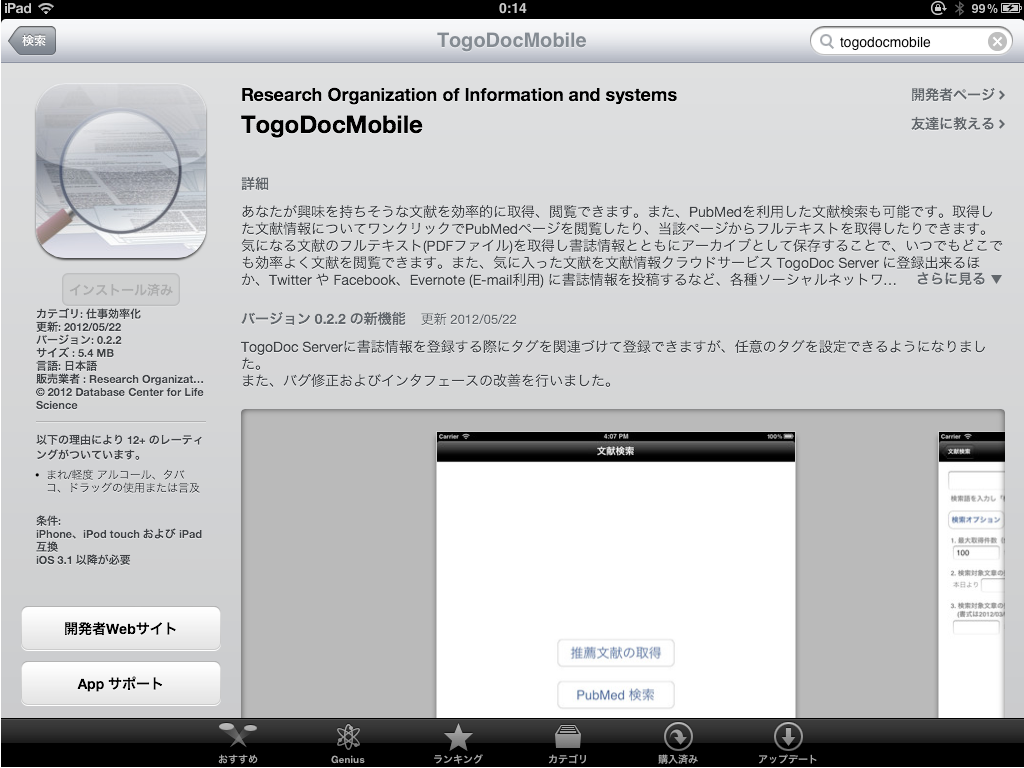 iPad 0:14 99%
検索 TogoDocMobile togodocmobile
Research Organization of Information and systems
TogoDocMobile
開発者ページ
友達に教える
詳細
あなたが興味を持ちそうな文献を効率的に取得、閲覧できます。また、PubMedを利用した文献検索も可能です。取得し
た文献情報についてワンクリックでPubMedページを閲覧したり、当該ページからフルテキストを取得したりできます。
気になる文献のフルテキスト(PDFファイル)を取得し書誌情報とともにアーカイブとして保存することで、いつでもどこで
も効率よく文献を閲覧できます。また、気に入った文献を文献情報クラウドサービス TogoDoc Server に登録出来るほ
か、Twitter や Facebook、Evernote (E-mail利用) に書誌情報を投稿するなど、各種ソーシャルネットワ... さらに見る ▼
バージョン 0.2.2 の新機能 更新 2012/05/22
TogoDoc Serverに書誌情報を登録する際にタグを関連づけて登録できますが、任意のタグを設定できるようになりまし
た。
また、バグ修正およびインタフェースの改善を行いました。
インストール済み
カテゴリ: 仕事効率化
更新: 2012/05/22
バージョン: 0.2.2
サイズ : 5.4 MB
言語: 日本語
販売業者 : Research Organizat...
© 2012 Database Center for Life
Science
以下の理由により 12+ のレーティ
ングがついています。
• まれ/軽度 アルコール、タバ
コ、ドラッグの使用または言及
条件:
iPhone、iPod touch および iPad
互換
iOS 3.1 以降が必要
開発者Webサイト
App サポート
Carrier 4:07 PM 100%
文献検索
推薦文献の取得
PubMed 検索
Carrier
文献検索
検索語を入力し
検索オプション
1. 最大取得件数
100
2. 検索対象文章の
本日より
3. 検索対象文章の
(書式は2012/03/
おすすめ Genius ランキング カテゴリ 購入済み アップデート